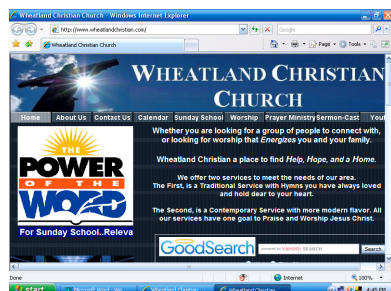 Wheatland Christian Church - Windows Internet Explorer
http://www.wheatlandchristian.com/
Google
Wheatland Christian Church
Page
Tools
WHEATLAND CHRISTIAN
CHURCH
Home About Us Contact Us Calendar Sunday School Worship Prayer Ministry Sermon-Cast Yout
Whether you are looking for a group of people to connect with,
or looking for worship that Energizes you and your family.
Wheatland Christian a place to find Help, Hope, and a Home.
We offer two services to meet the needs of our area.
The First, is a Traditional Service with Hymns you have always loved
and hold dear to your heart.
The Second, is a Contemporary Service with more modern flavor. All
our services have one goal to Praise and Worship Jesus Christ.
THE
POWER
OF THE
WORD
For Sunday School..Releva
GoodSearch powered by YAHOO! SEARCH Search
Done
Internet
100%
start
Microsoft Word
Wheatland Christian
Wheatland Christian
4:45 PM